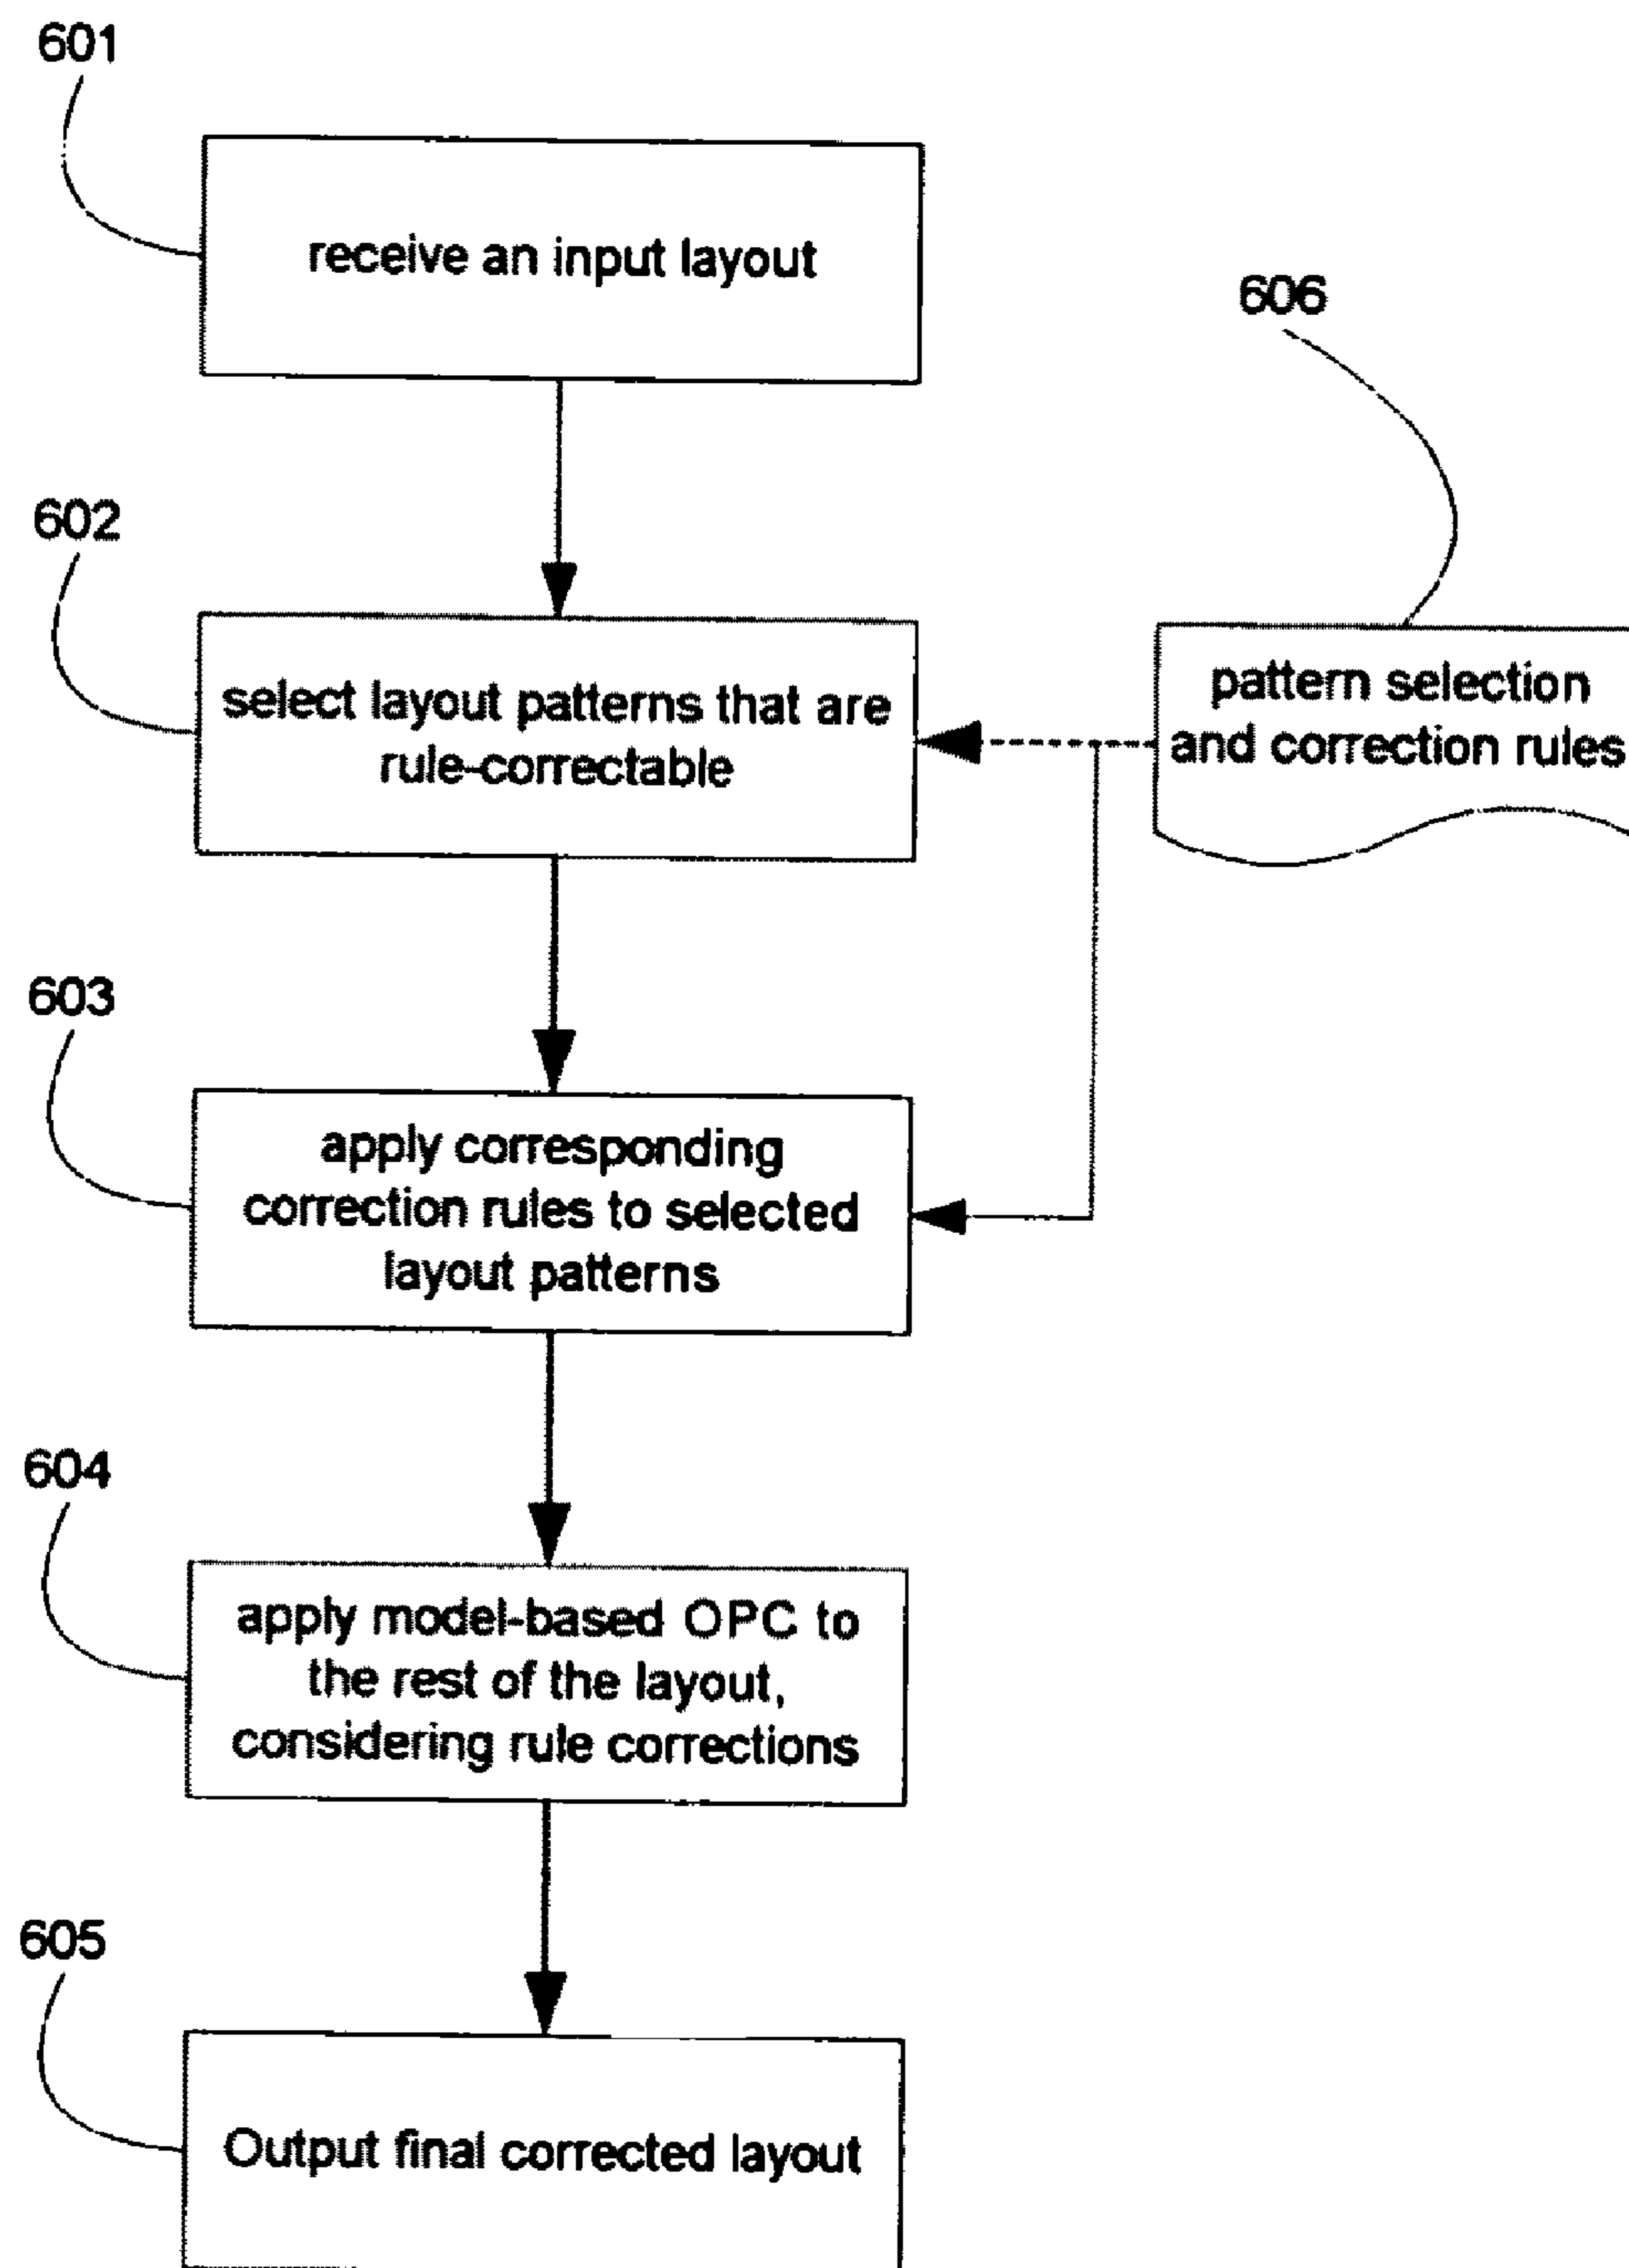 601
receive an input layout
606
602
select layout patterns that are
rule-correctable
pattern selection
and correction rules
603
apply corresponding
correction rules to selected
layout patterns
604
apply model-based OPC to
the rest of the layout,
considering rule corrections
605
Output final corrected layout